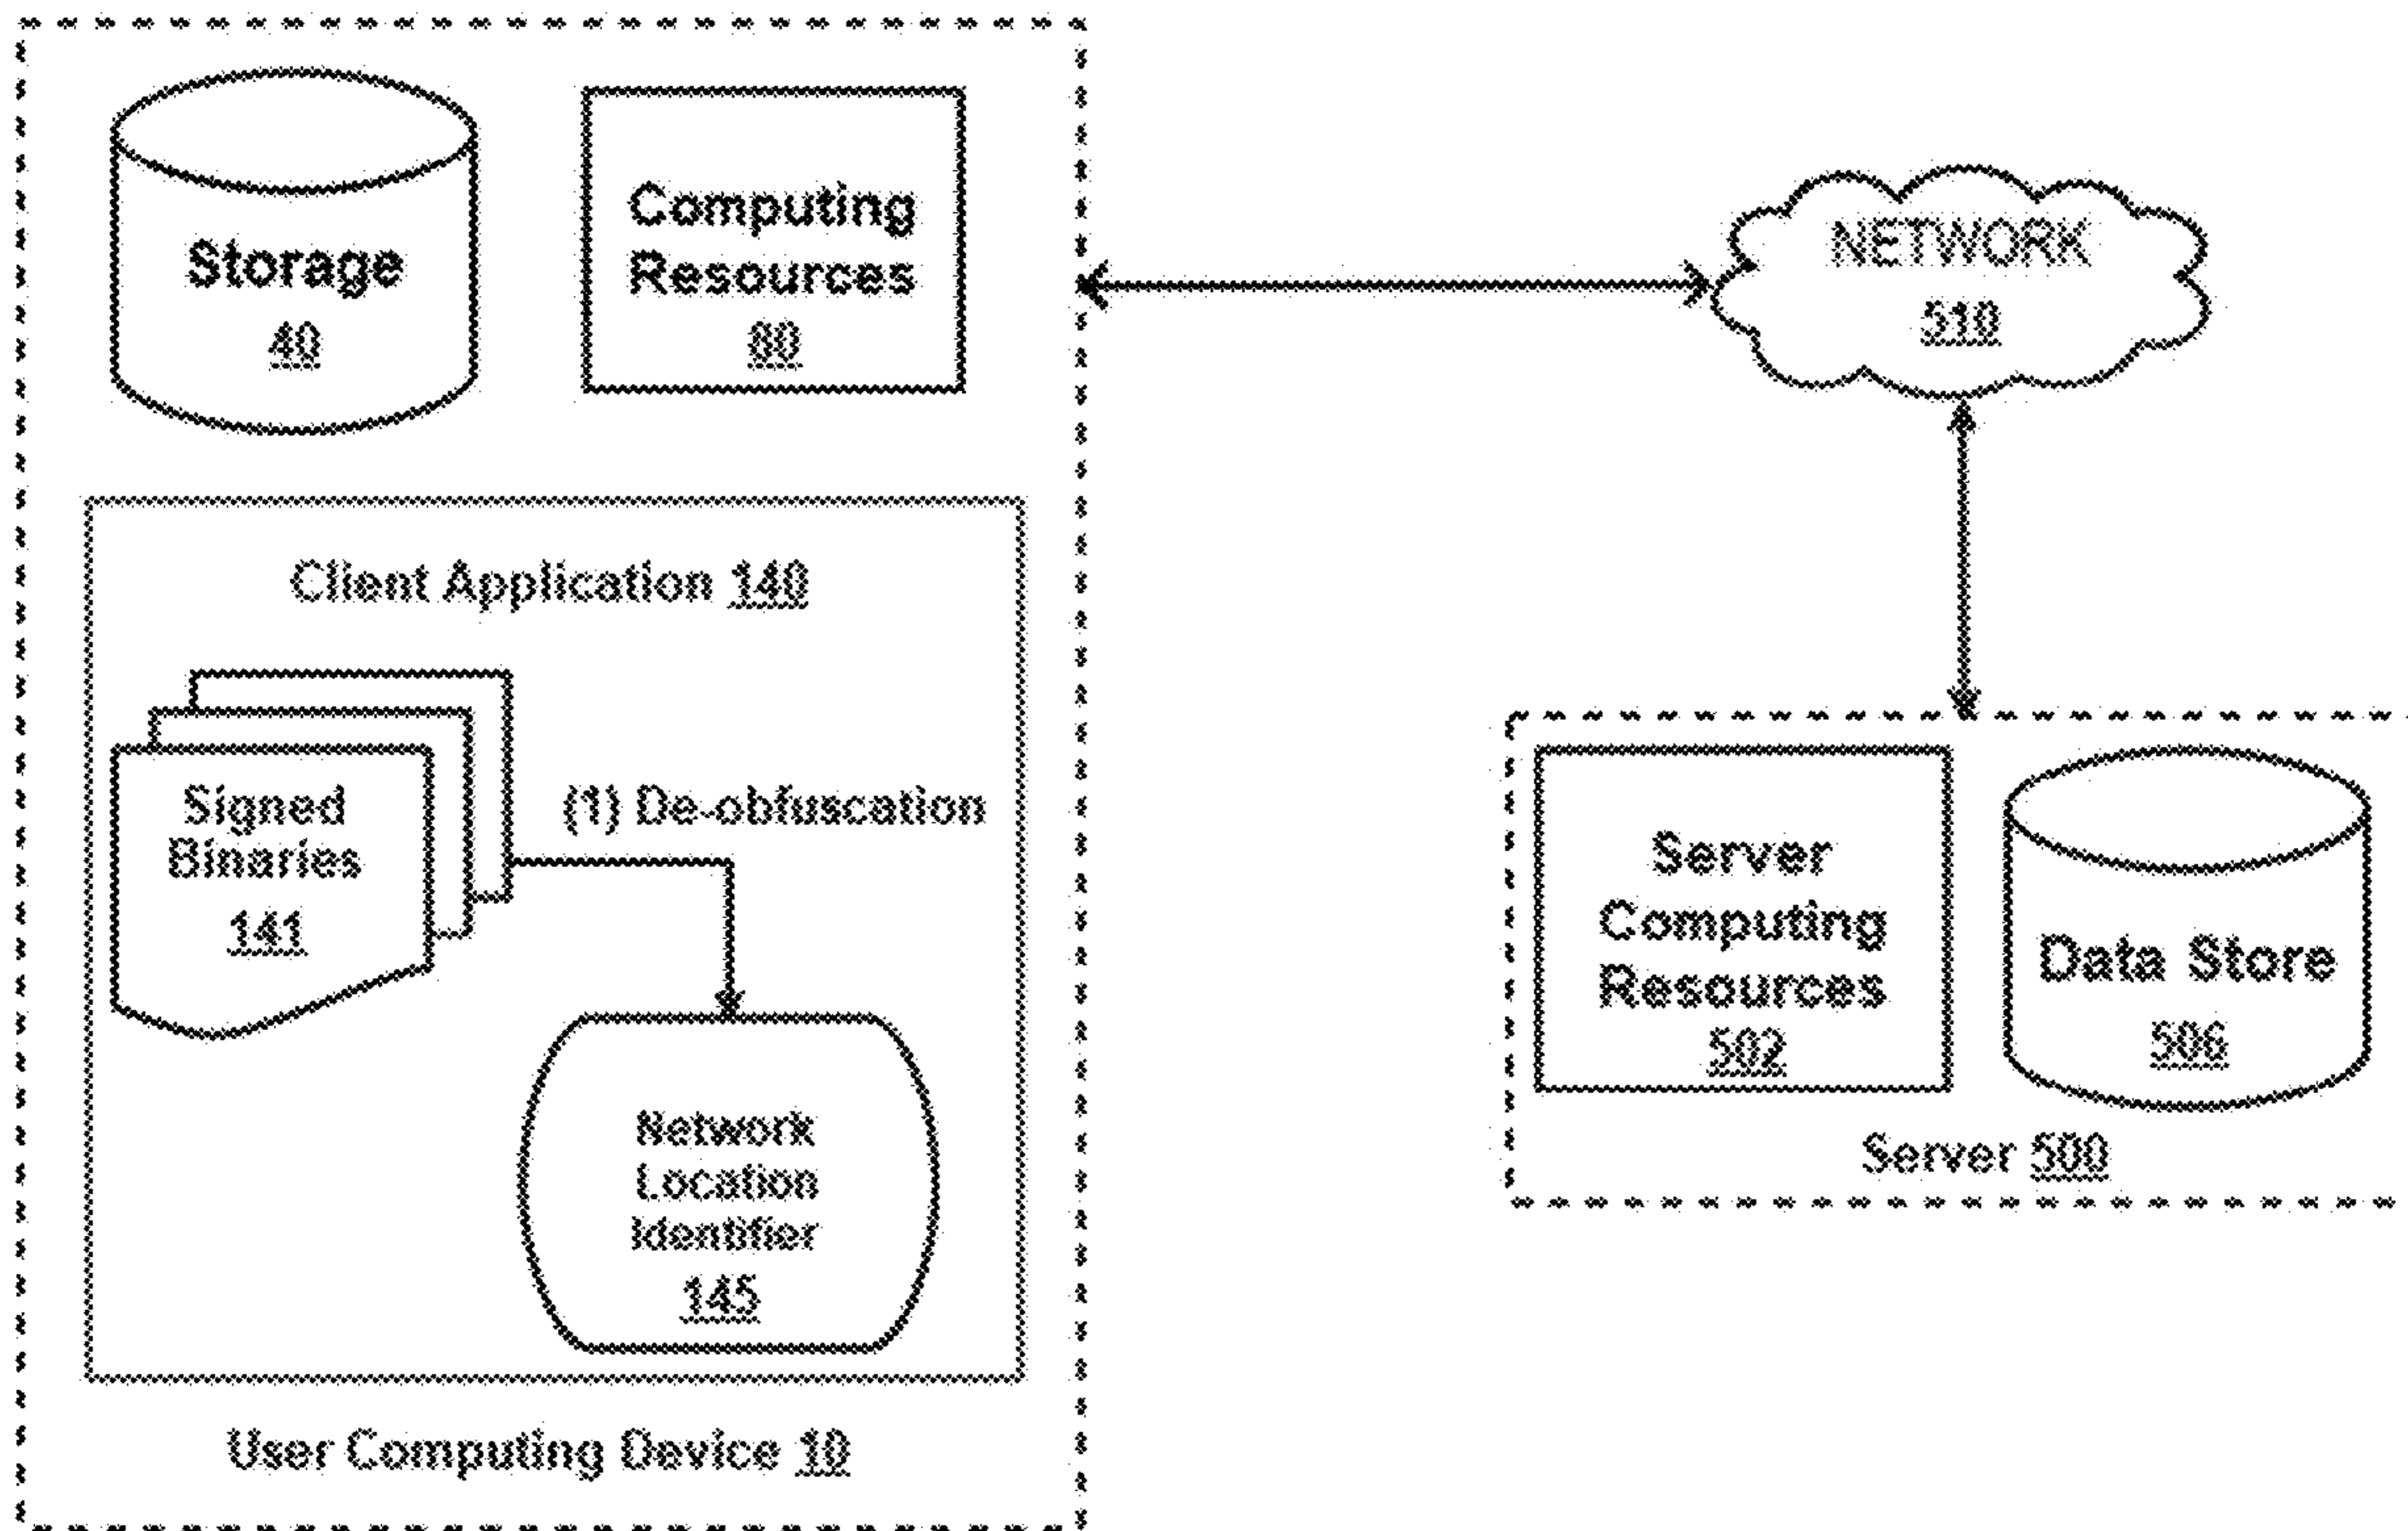 Storage
40
Computing
Resources
80
NETWORK
510
Client Application 140
Signed
Binaries
141
(1) De-obfuscation
Network
Location
Identifier
145
User Computing Device 10
Server
Computing
Resources
502
Data Store
506
Server 500